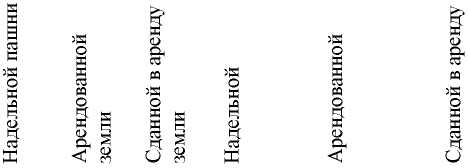 Надельной пашни
Арендованной
земли
Сданной в аренду
земли
Надельной
Арендованной
Сданной в аренду